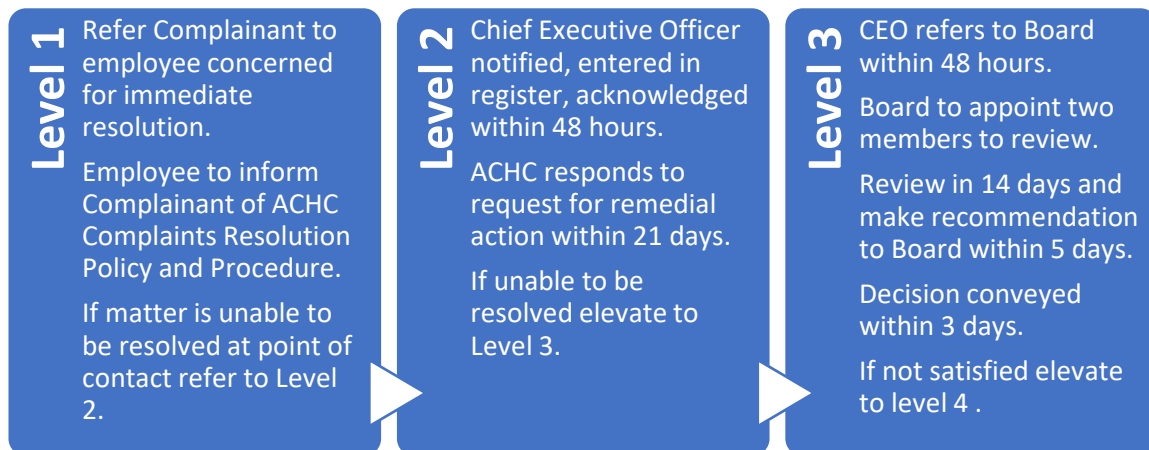 Level 1
Refer Complainant to
employee concerned
for immediate
resolution.
Employee to inform
Complainant of ACHC
Complaints Resolution
Policy and Procedure.
If matter is unable to
be resolved at point of
contact refer to Level
2.
Level 2
Chief Executive Officer
notified, entered in
register, acknowledged
within 48 hours.
ACHC responds to
request for remedial
action within 21 days.
If unable to be
resolved elevate to
Level 3.
Level 3
CEO refers to Board
within 48 hours.
Board to appoint two
members to review.
Review in 14 days and
make recommendation
to Board within 5 days.
Decision conveyed
within 3 days.
If not satisfied elevate
to level 4 .